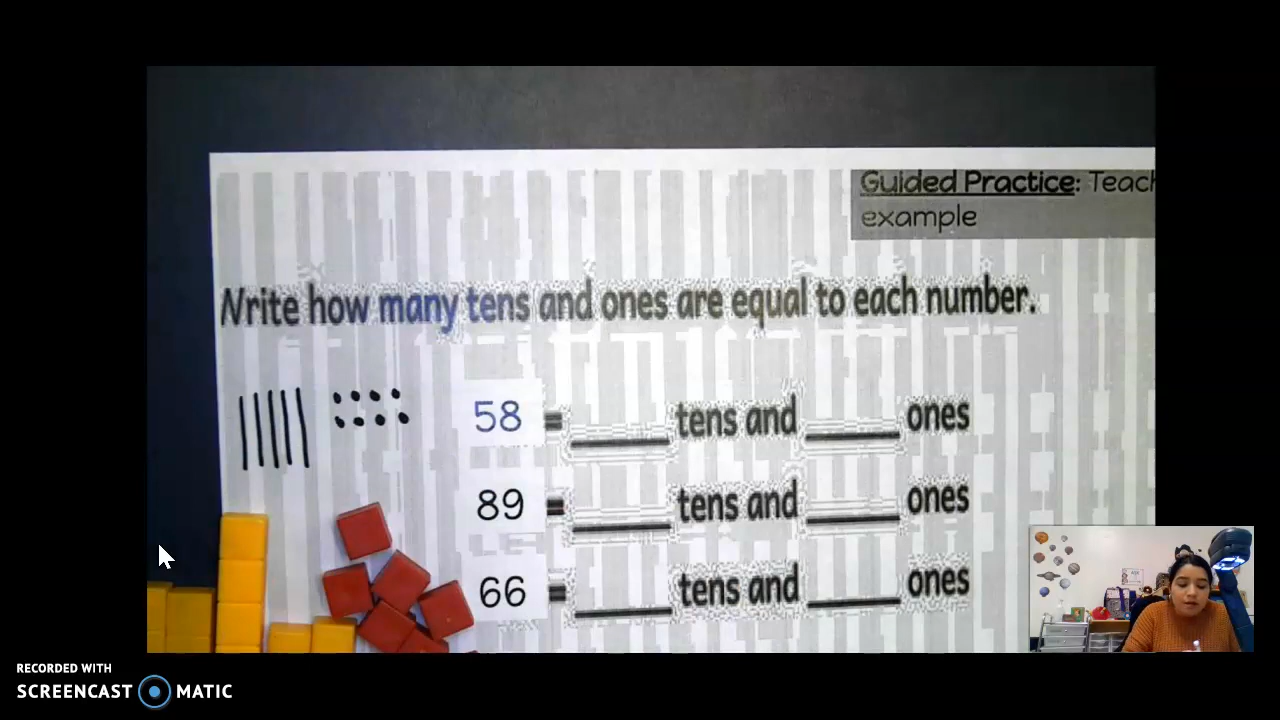 Guided Practice: Teach
example
Write how many tens and ones are equal to each number.
58 = ____ tens and ____ ones
89 = ____ tens and ____ ones
66 = ____ tens and ____ ones
RECORDED WITH
SCREENCAST MATIC